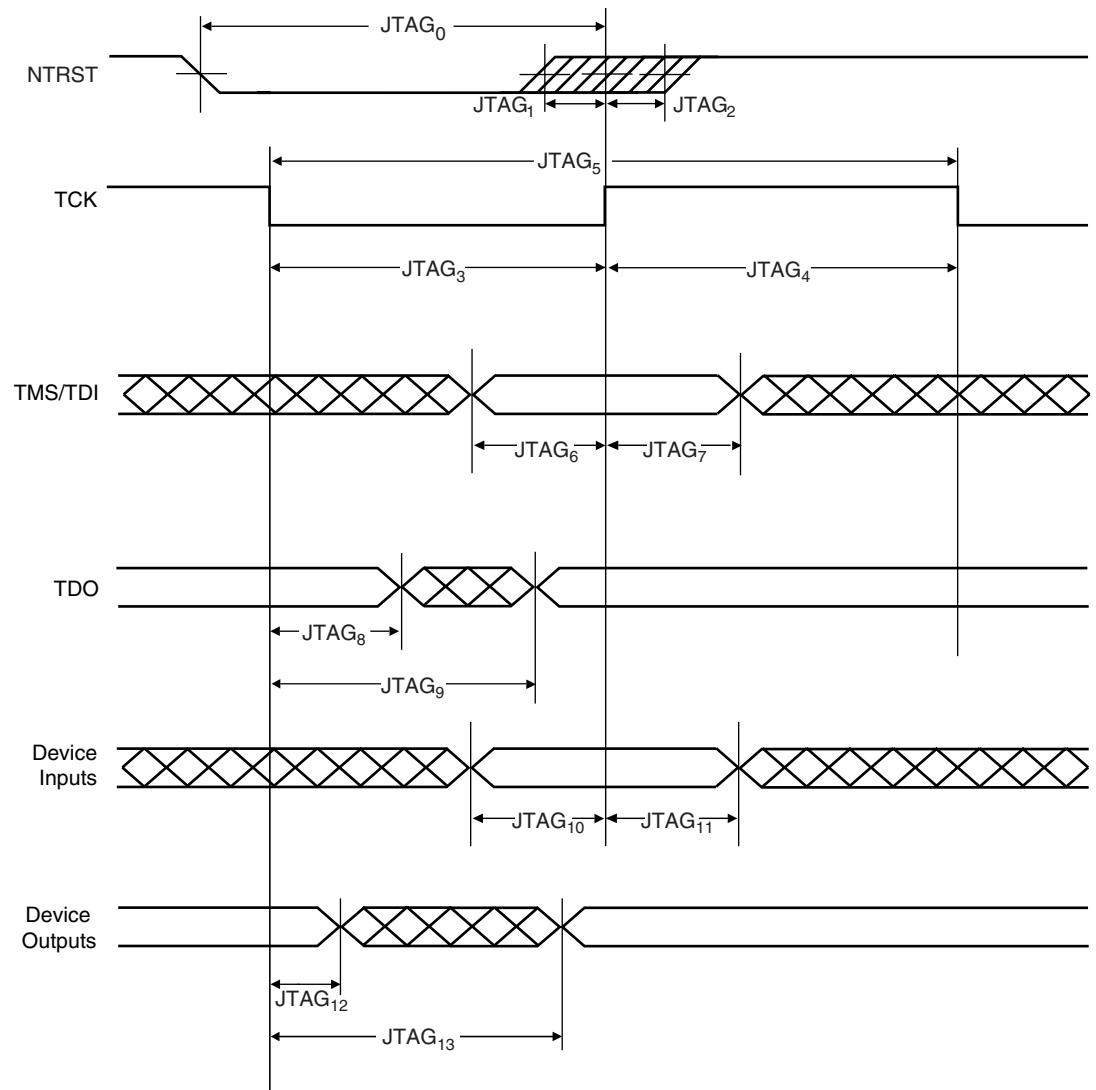 JTAG₀
NTRST
JTAG₁
JTAG₂
JTAG₅
TCK
JTAG₃
JTAG₄
TMS/TDI
JTAG₆
JTAG₇
TDO
JTAG₈
JTAG₉
Device
Inputs
JTAG₁₀
JTAG₁₁
Device
Outputs
JTAG₁₂
JTAG₁₃